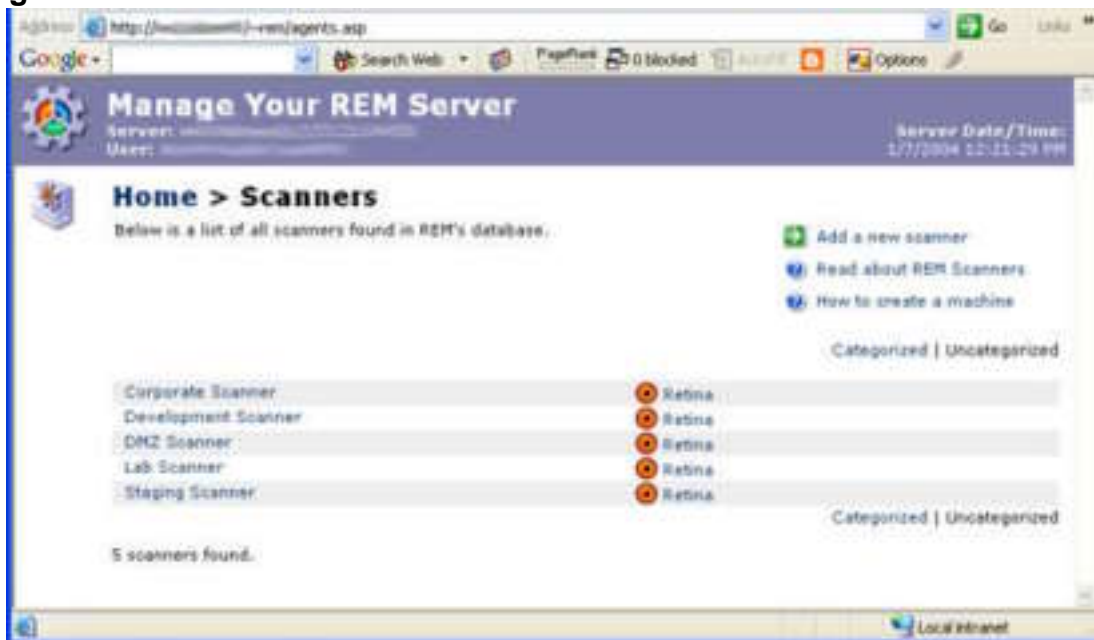 Address http:// /~rem/agents.asp Go Links »
Google Search Web PageRank 0 blocked Options
Manage Your REM Server
Server:
User:
Server Date/Time:
1/7/2004 12:21:29 PM
Home > Scanners
Below is a list of all scanners found in REM's database.
Add a new scanner
Read about REM Scanners
How to create a machine
Categorized | Uncategorized
Corporate Scanner Retina
Development Scanner Retina
DMZ Scanner Retina
Lab Scanner Retina
Staging Scanner Retina
Categorized | Uncategorized
5 scanners found.
Local intranet